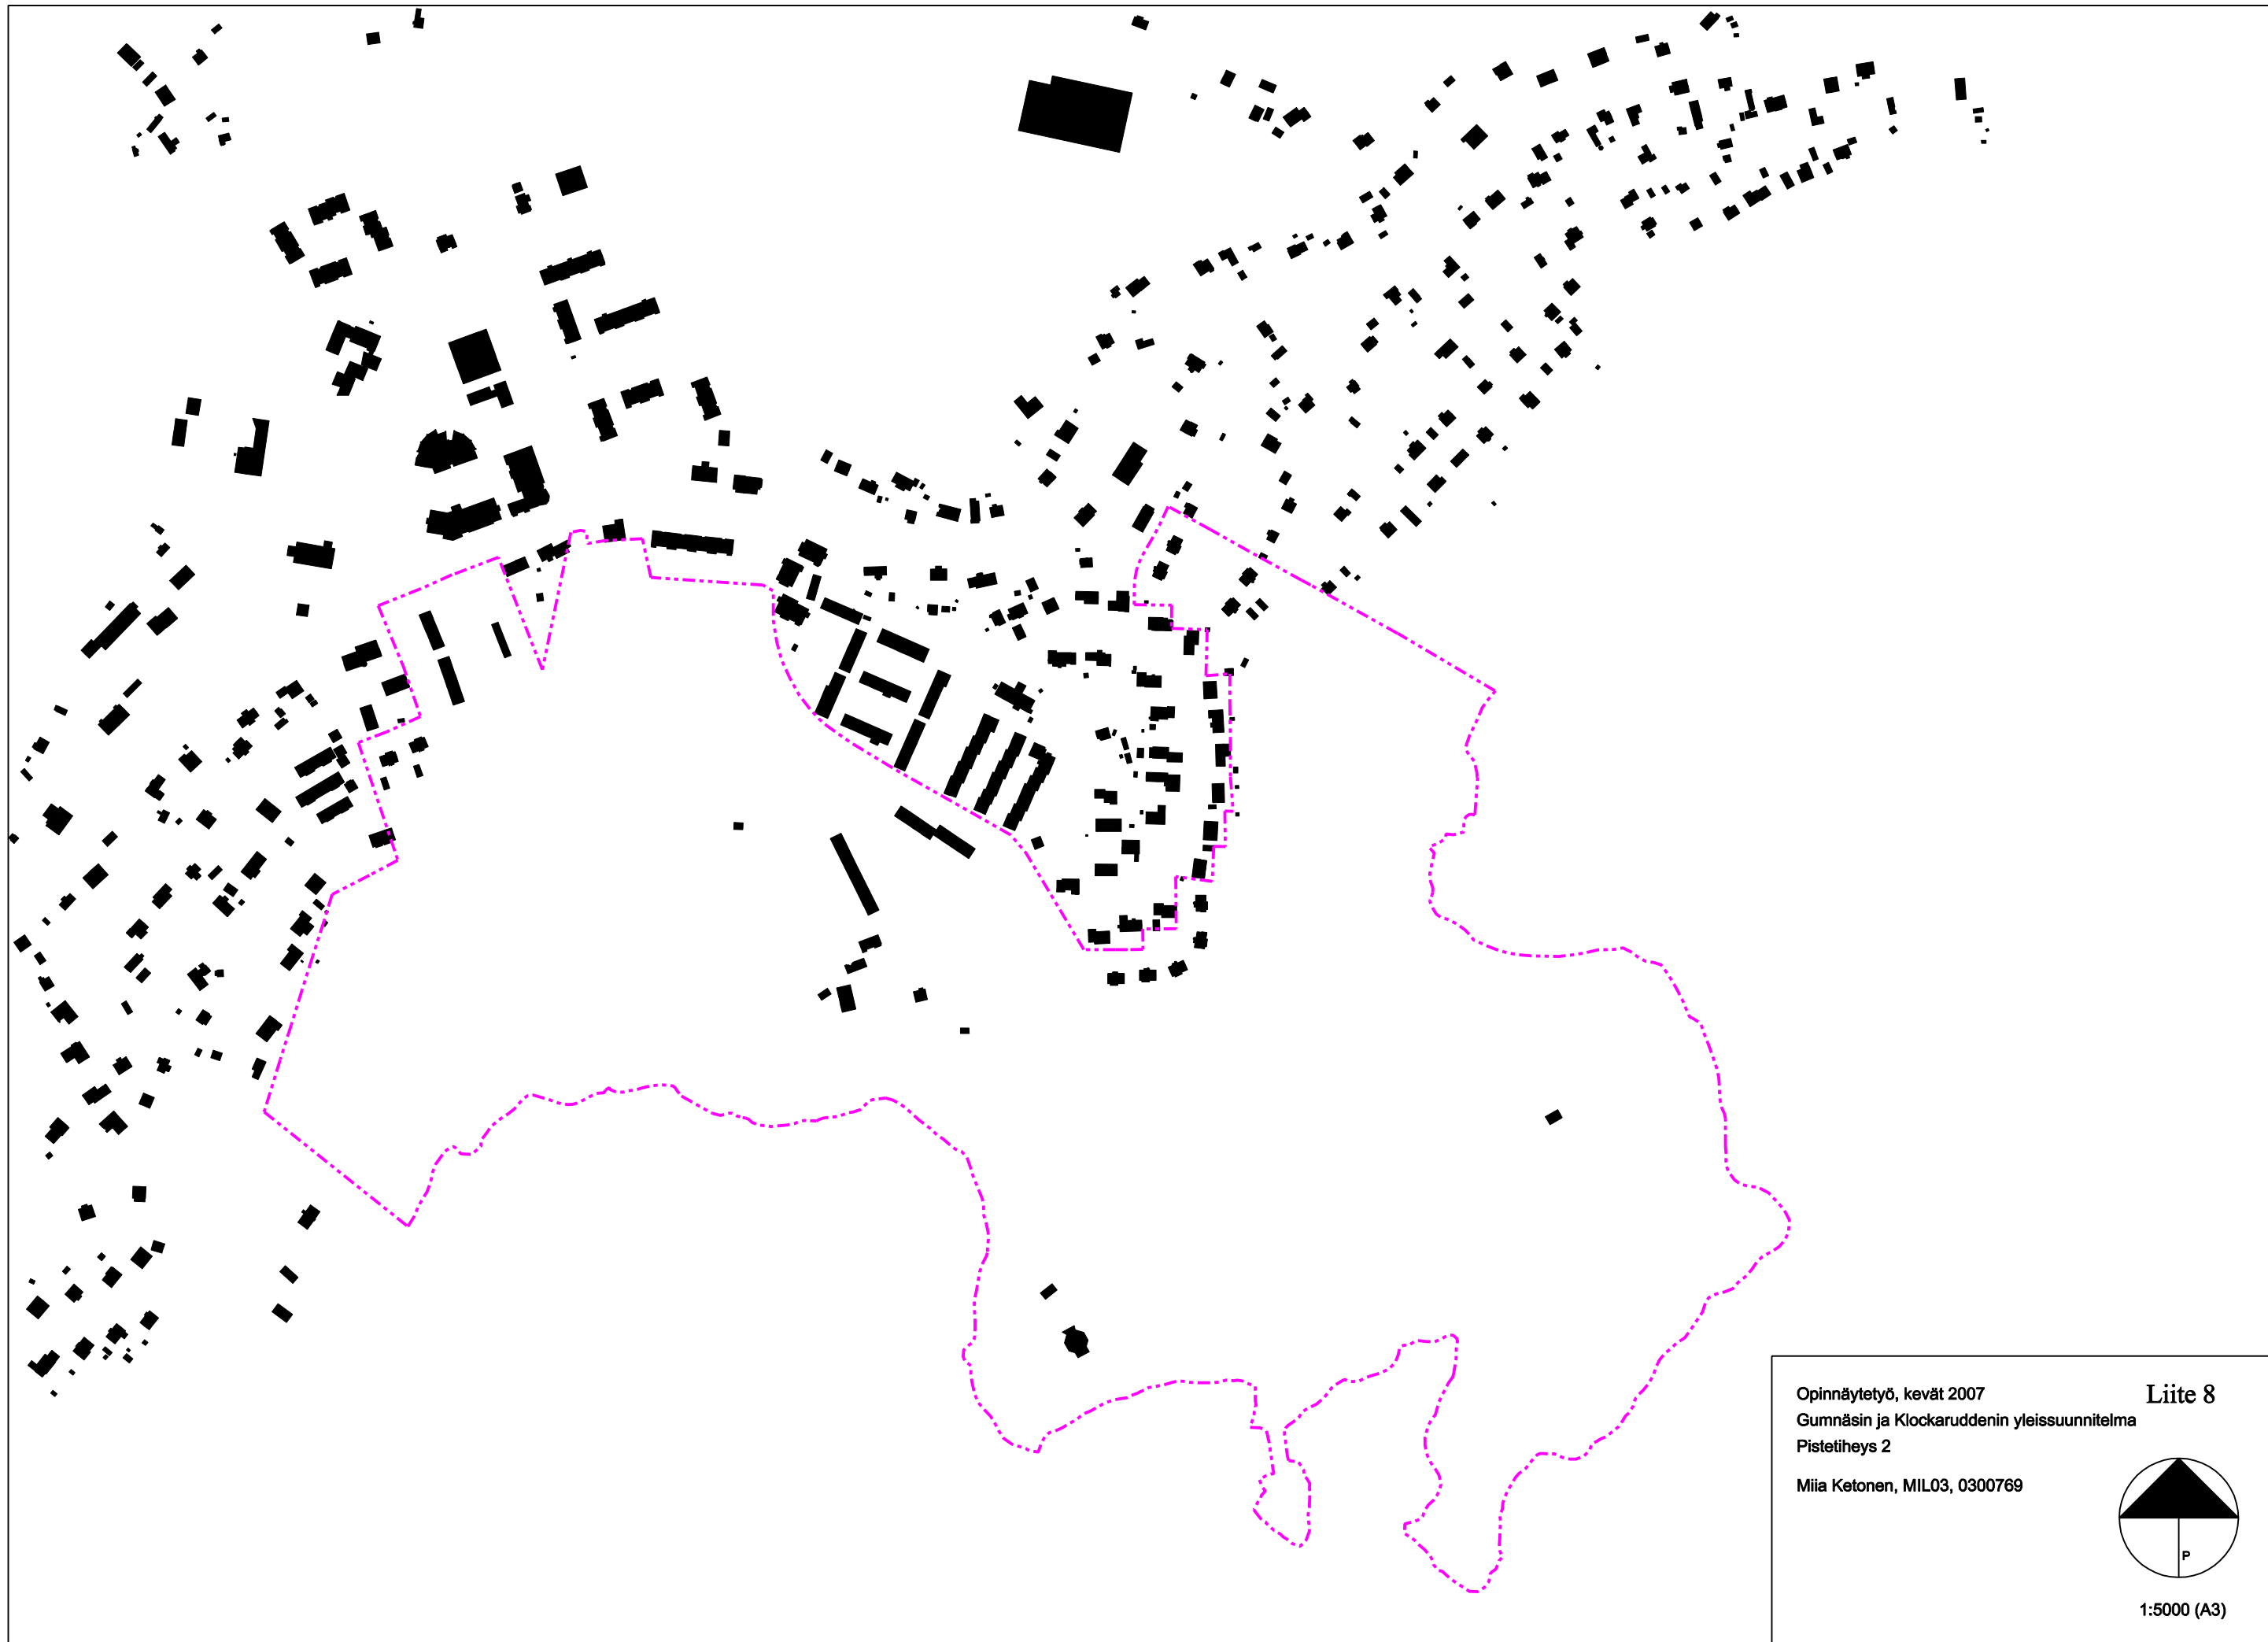 Opinnäytetyö, kevät 2007
Liite 8
Gumnäsin ja Klockaruddenin yleissuunnitelma
Pistetiheys 2
Miia Ketonen, MIL03, 0300769
P
1:5000 (A3)